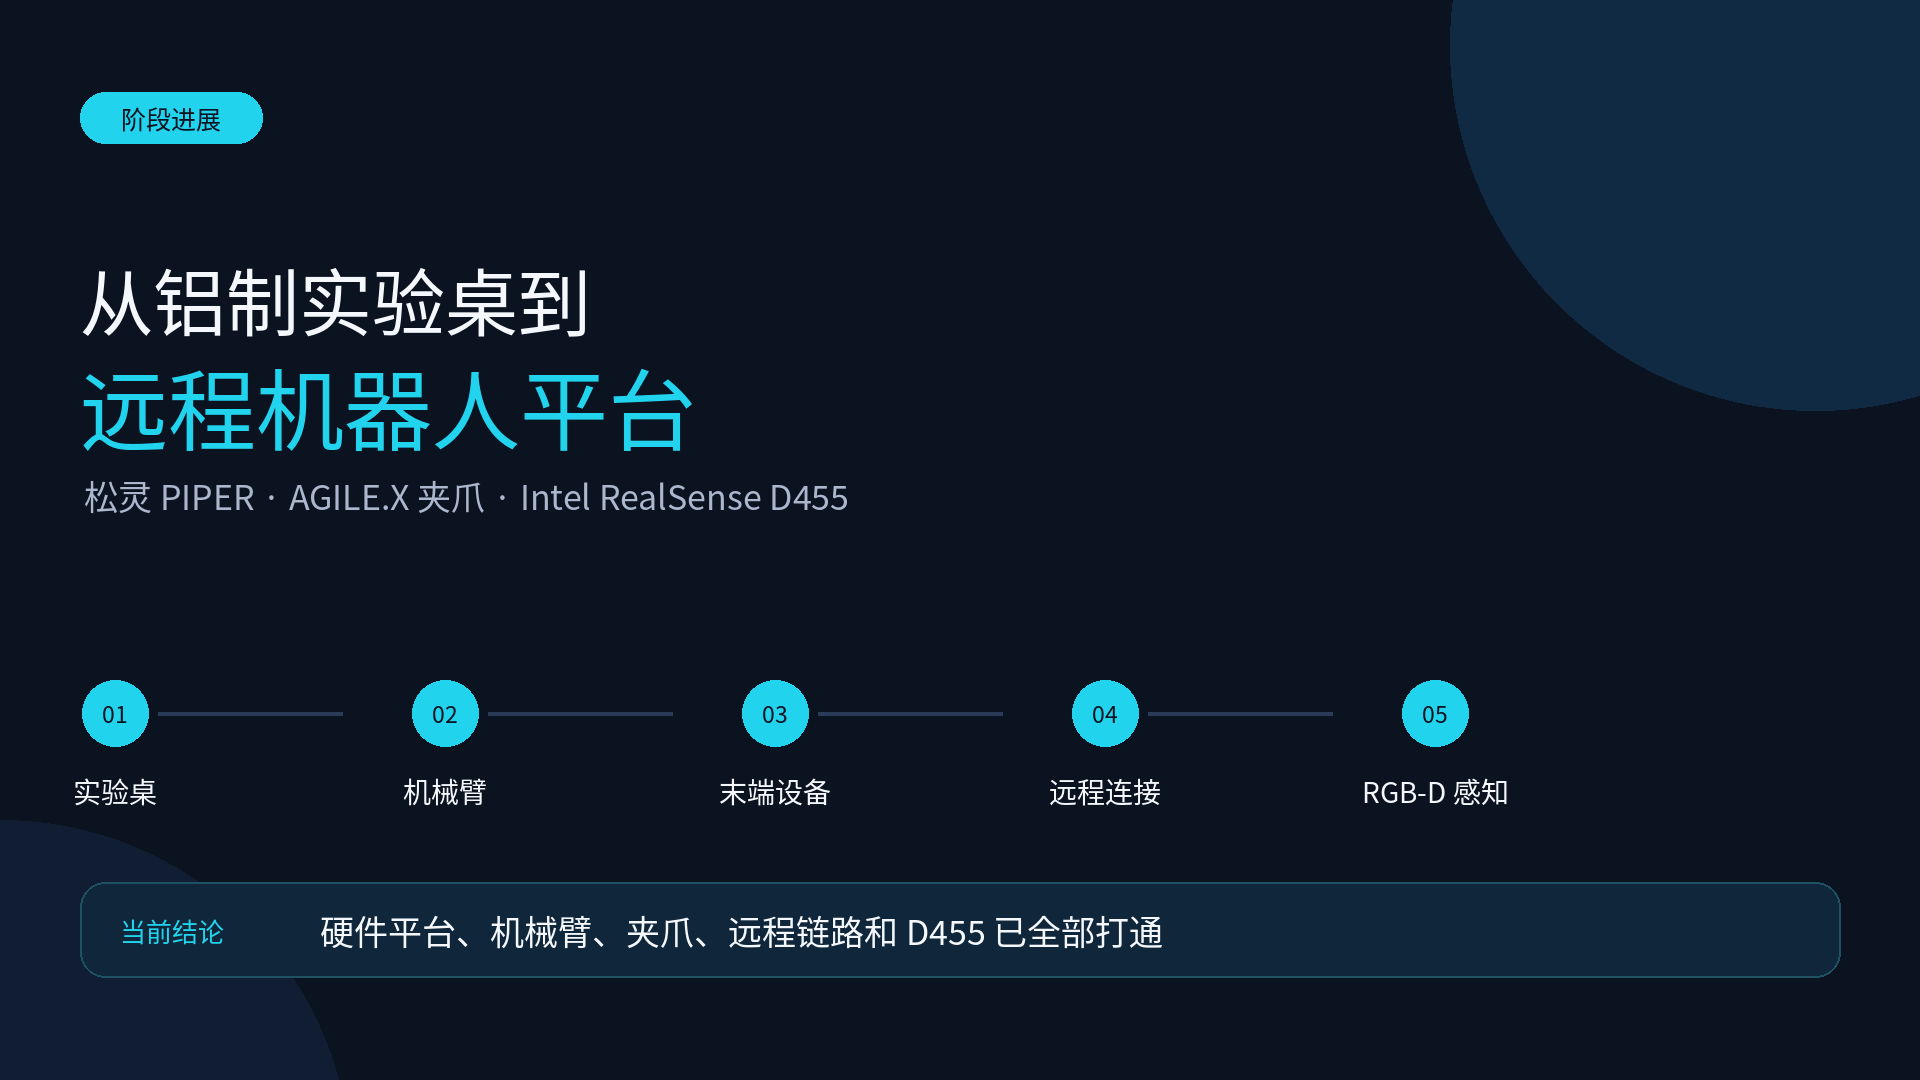 阶段进展
从铝制实验桌到
远程机器人平台
松灵 PIPER · AGILE.X 夹爪 · Intel RealSense D455
01
02
03
04
05
实验桌
机械臂
末端设备
远程连接
RGB-D 感知
当前结论
硬件平台、机械臂、夹爪、远程链路和 D455 已全部打通